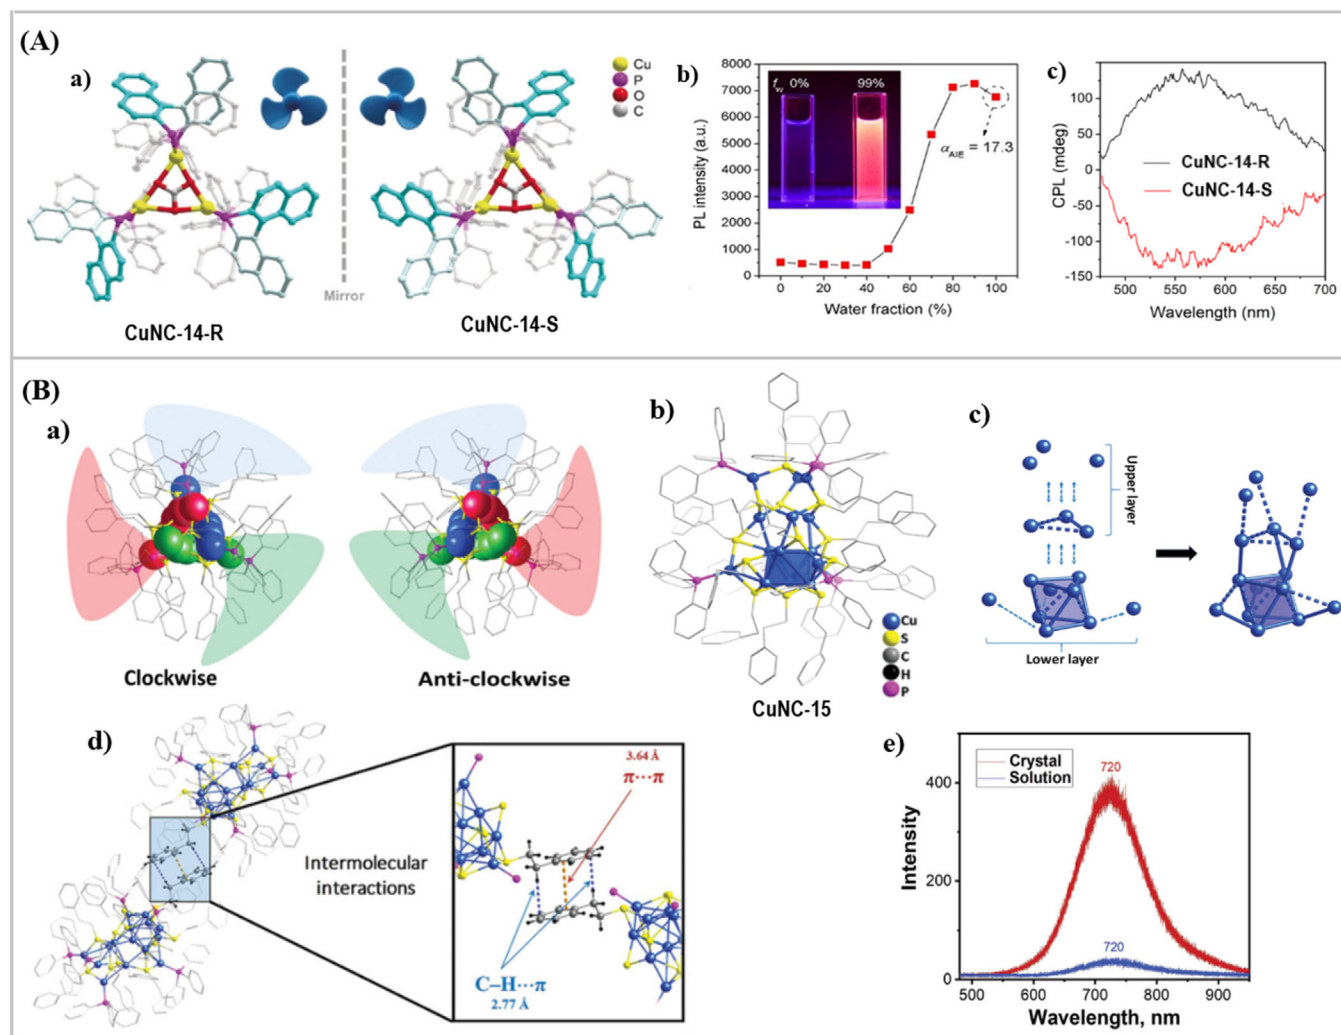 (A)
a)
Cu
P
O
C
Mirror
CuNC-14-R
CuNC-14-S
b)
8000
7000
6000
5000
4000
3000
2000
1000
0
PL intensity (a.u.)
fw 0%
99%
αAIE = 17.3
0 20 40 60 80 100
Water fraction (%)
c)
150
100
50
0
-50
-100
-150
CPL (mdeg)
CuNC-14-R
CuNC-14-S
500 550 600 650 700
Wavelength (nm)
(B)
a)
Clockwise
Anti-clockwise
b)
Cu
S
C
H
P
CuNC-15
c)
Upper layer
Lower layer
d)
Intermolecular
interactions
3.64 Å
π···π
C–H···π
2.77 Å
e)
Crystal
Solution
720
720
400
200
0
Intensity
500 600 700 800 900
Wavelength, nm